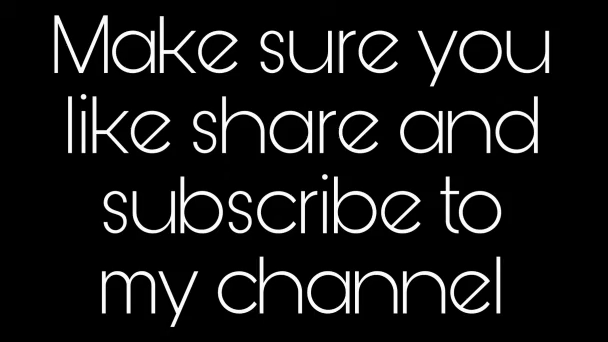 Make sure you
like share and
subscribe to
my channel